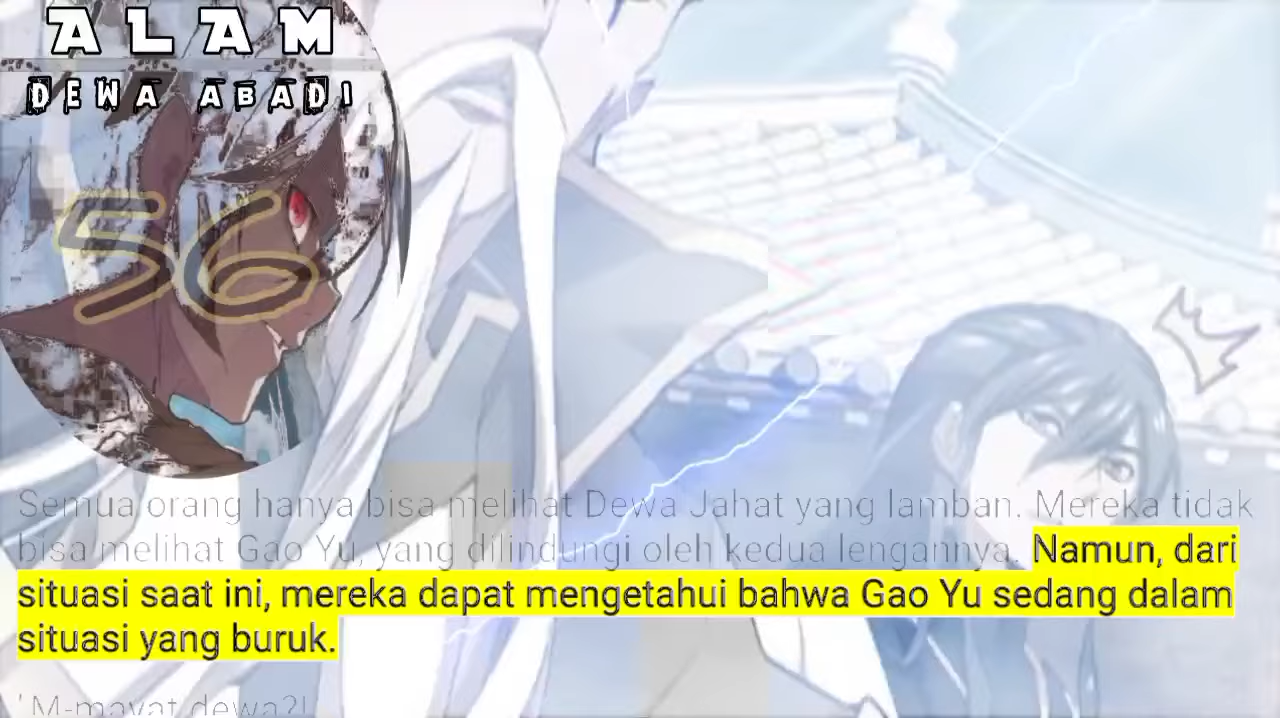 ALAM
DEWA ABADI
56
Semua orang hanya bisa melihat Dewa Jahat yang lamban. Mereka tidak
bisa melihat Gao Yu, yang dilindungi oleh kedua lengannya. Namun, dari
situasi saat ini, mereka dapat mengetahui bahwa Gao Yu sedang dalam
situasi yang buruk.
'M-mayat dewa?!